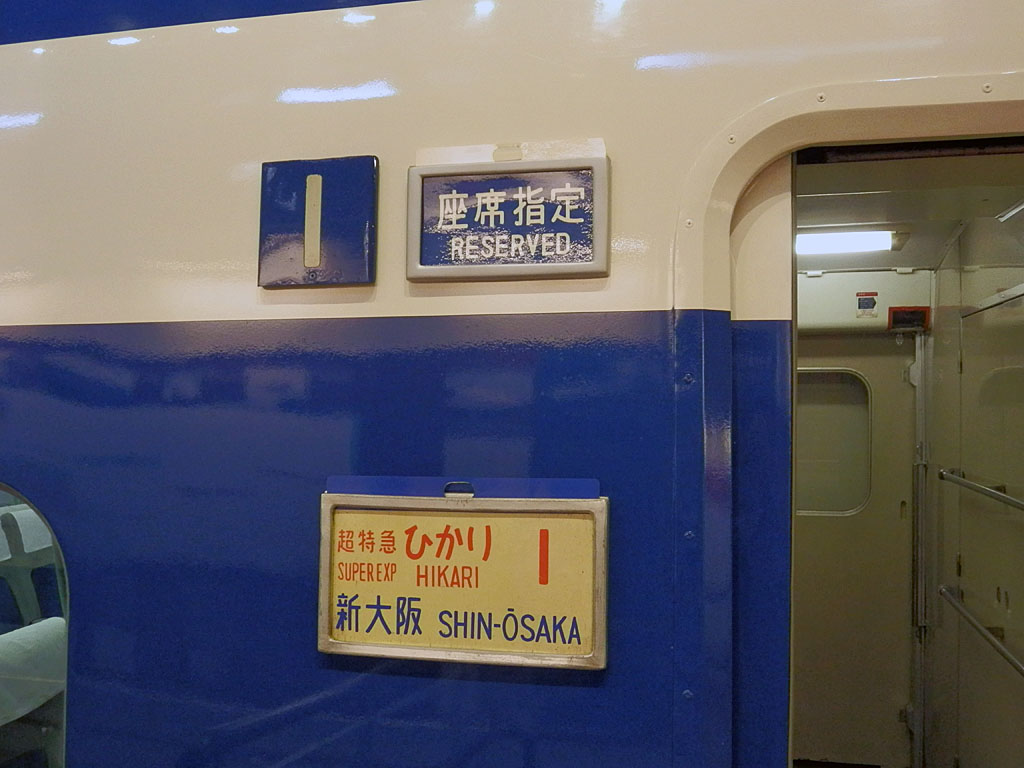 1
座席指定
RESERVED
超特急 ひかり 1
SUPER EXP HIKARI
新大阪 SHIN-ŌSAKA